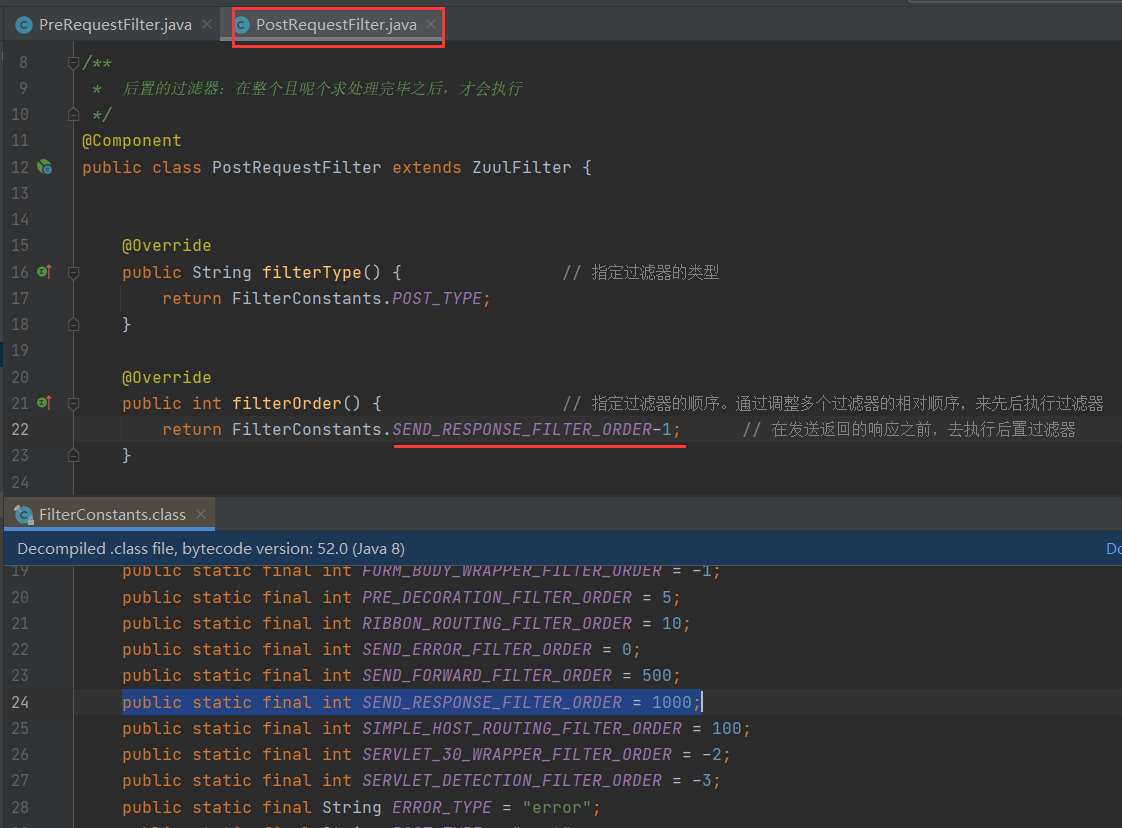 PreRequestFilter.java PostRequestFilter.java
8 /**
9 * 后置的过滤器：在整个且呢个求处理完毕之后，才会执行
10 */
11 @Component
12 public class PostRequestFilter extends ZuulFilter {
13
14
15 @Override
16 public String filterType() { // 指定过滤器的类型
17 return FilterConstants.POST_TYPE;
18 }
19
20 @Override
21 public int filterOrder() { // 指定过滤器的顺序。通过调整多个过滤器的相对顺序，来先后执行过滤器
22 return FilterConstants.SEND_RESPONSE_FILTER_ORDER-1; // 在发送返回的响应之前，去执行后置过滤器
23 }
24
FilterConstants.class
Decompiled .class file, bytecode version: 52.0 (Java 8) Do
19 public static final int FORM_BODY_WRAPPER_FILTER_ORDER = -1;
20 public static final int PRE_DECORATION_FILTER_ORDER = 5;
21 public static final int RIBBON_ROUTING_FILTER_ORDER = 10;
22 public static final int SEND_ERROR_FILTER_ORDER = 0;
23 public static final int SEND_FORWARD_FILTER_ORDER = 500;
24 public static final int SEND_RESPONSE_FILTER_ORDER = 1000;
25 public static final int SIMPLE_HOST_ROUTING_FILTER_ORDER = 100;
26 public static final int SERVLET_30_WRAPPER_FILTER_ORDER = -2;
27 public static final int SERVLET_DETECTION_FILTER_ORDER = -3;
28 public static final String ERROR_TYPE = "error";